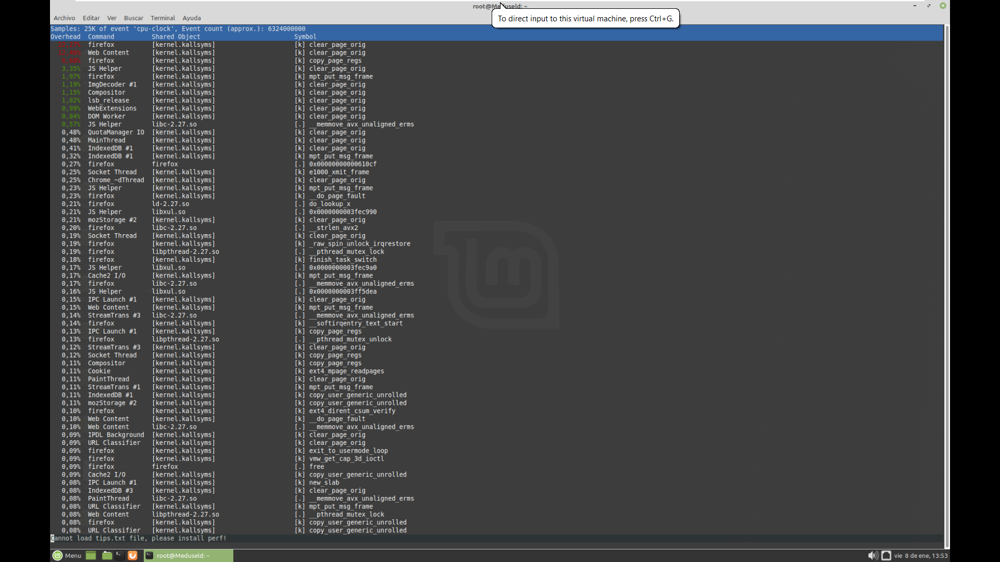 root@Meduseld: ~
To direct input to this virtual machine, press Ctrl+G.
Archivo Editar Ver Buscar Terminal Ayuda
Samples: 25K of event 'cpu-clock', Event count (approx.): 6324000000
Overhead Command Shared Object Symbol
firefox [kernel.kallsyms] [k] clear_page_orig
Web Content [kernel.kallsyms] [k] clear_page_orig
firefox [kernel.kallsyms] [k] copy_page_regs
3,35% JS Helper [kernel.kallsyms] [k] clear_page_orig
1,97% firefox [kernel.kallsyms] [k] mpt_put_msg_frame
1,19% ImgDecoder #1 [kernel.kallsyms] [k] clear_page_orig
1,15% Compositor [kernel.kallsyms] [k] clear_page_orig
1,02% lsb_release [kernel.kallsyms] [k] clear_page_orig
0,99% WebExtensions [kernel.kallsyms] [k] clear_page_orig
0,84% DOM Worker [kernel.kallsyms] [k] clear_page_orig
0,57% JS Helper libc-2.27.so [.] __memmove_avx_unaligned_erms
0,48% QuotaManager IO [kernel.kallsyms] [k] clear_page_orig
0,48% MainThread [kernel.kallsyms] [k] clear_page_orig
0,41% IndexedDB #1 [kernel.kallsyms] [k] clear_page_orig
0,32% IndexedDB #1 [kernel.kallsyms] [k] mpt_put_msg_frame
0,27% firefox firefox [.] 0x00000000000610cf
0,25% Socket Thread [kernel.kallsyms] [k] e1000_xmit_frame
0,25% Chrome_~dThread [kernel.kallsyms] [k] clear_page_orig
0,23% JS Helper [kernel.kallsyms] [k] mpt_put_msg_frame
0,23% firefox [kernel.kallsyms] [k] __do_page_fault
0,21% firefox ld-2.27.so [.] do_lookup_x
0,21% JS Helper libxul.so [.] 0x0000000003fec990
0,21% mozStorage #2 [kernel.kallsyms] [k] clear_page_orig
0,20% firefox libc-2.27.so [.] __strlen_avx2
0,19% Socket Thread [kernel.kallsyms] [k] clear_page_orig
0,19% firefox [kernel.kallsyms] [k] _raw_spin_unlock_irqrestore
0,19% firefox libpthread-2.27.so [.] __pthread_mutex_lock
0,18% firefox [kernel.kallsyms] [k] finish_task_switch
0,17% JS Helper libxul.so [.] 0x0000000003fec9a0
0,17% Cache2 I/O [kernel.kallsyms] [k] mpt_put_msg_frame
0,17% firefox libc-2.27.so [.] __memmove_avx_unaligned_erms
0,16% JS Helper libxul.so [.] 0x0000000003ff5dea
0,15% IPC Launch #1 [kernel.kallsyms] [k] clear_page_orig
0,15% Web Content [kernel.kallsyms] [k] mpt_put_msg_frame
0,14% StreamTrans #3 libc-2.27.so [.] __memmove_avx_unaligned_erms
0,14% firefox [kernel.kallsyms] [k] __softirqentry_text_start
0,13% IPC Launch #1 [kernel.kallsyms] [k] copy_page_regs
0,13% firefox libpthread-2.27.so [.] __pthread_mutex_unlock
0,12% StreamTrans #3 [kernel.kallsyms] [k] clear_page_orig
0,12% Socket Thread [kernel.kallsyms] [k] copy_page_regs
0,11% Compositor [kernel.kallsyms] [k] copy_page_regs
0,11% Cookie [kernel.kallsyms] [k] ext4_mpage_readpages
0,11% PaintThread [kernel.kallsyms] [k] clear_page_orig
0,11% StreamTrans #1 [kernel.kallsyms] [k] mpt_put_msg_frame
0,11% IndexedDB #1 [kernel.kallsyms] [k] copy_user_generic_unrolled
0,11% mozStorage #2 [kernel.kallsyms] [k] copy_user_generic_unrolled
0,10% firefox [kernel.kallsyms] [k] ext4_dirent_csum_verify
0,10% Web Content [kernel.kallsyms] [k] __do_page_fault
0,10% Web Content libc-2.27.so [.] __memmove_avx_unaligned_erms
0,09% IPDL Background [kernel.kallsyms] [k] clear_page_orig
0,09% URL Classifier [kernel.kallsyms] [k] clear_page_orig
0,09% firefox [kernel.kallsyms] [k] exit_to_usermode_loop
0,09% firefox [kernel.kallsyms] [k] vmw_get_cap_3d_ioctl
0,09% firefox firefox [.] free
0,09% Cache2 I/O [kernel.kallsyms] [k] copy_user_generic_unrolled
0,08% IPC Launch #1 [kernel.kallsyms] [k] new_slab
0,08% IndexedDB #3 [kernel.kallsyms] [k] clear_page_orig
0,08% PaintThread libc-2.27.so [.] __memmove_avx_unaligned_erms
0,08% URL Classifier [kernel.kallsyms] [k] mpt_put_msg_frame
0,08% Web Content libpthread-2.27.so [.] __pthread_mutex_lock
0,08% firefox [kernel.kallsyms] [k] copy_user_generic_unrolled
0,08% URL Classifier [kernel.kallsyms] [k] copy_user_generic_unrolled
Cannot load tips.txt file, please install perf!
Menu root@Meduseld: ~ vie 8 de ene, 13:53